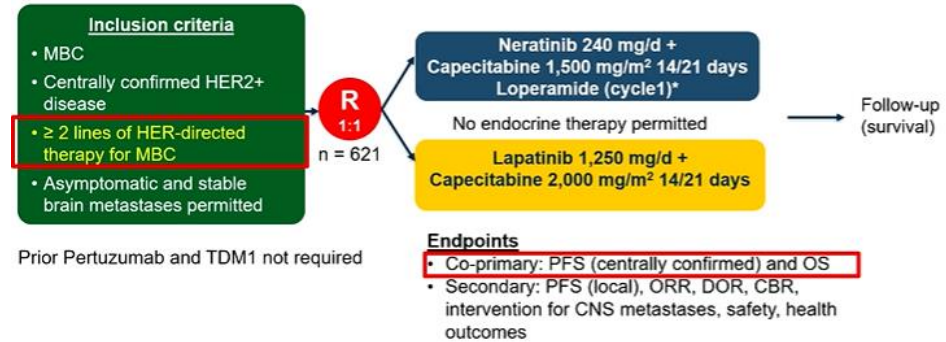 Inclusion criteria
• MBC
• Centrally confirmed HER2+
disease
• ≥ 2 lines of HER-directed
therapy for MBC
• Asymptomatic and stable
brain metastases permitted
Prior Pertuzumab and TDM1 not required
R
1:1
n = 621
Neratinib 240 mg/d +
Capecitabine 1,500 mg/m² 14/21 days
Loperamide (cycle1)*
No endocrine therapy permitted
Lapatinib 1,250 mg/d +
Capecitabine 2,000 mg/m² 14/21 days
Follow-up
(survival)
Endpoints
• Co-primary: PFS (centrally confirmed) and OS
• Secondary: PFS (local), ORR, DOR, CBR,
intervention for CNS metastases, safety, health
outcomes